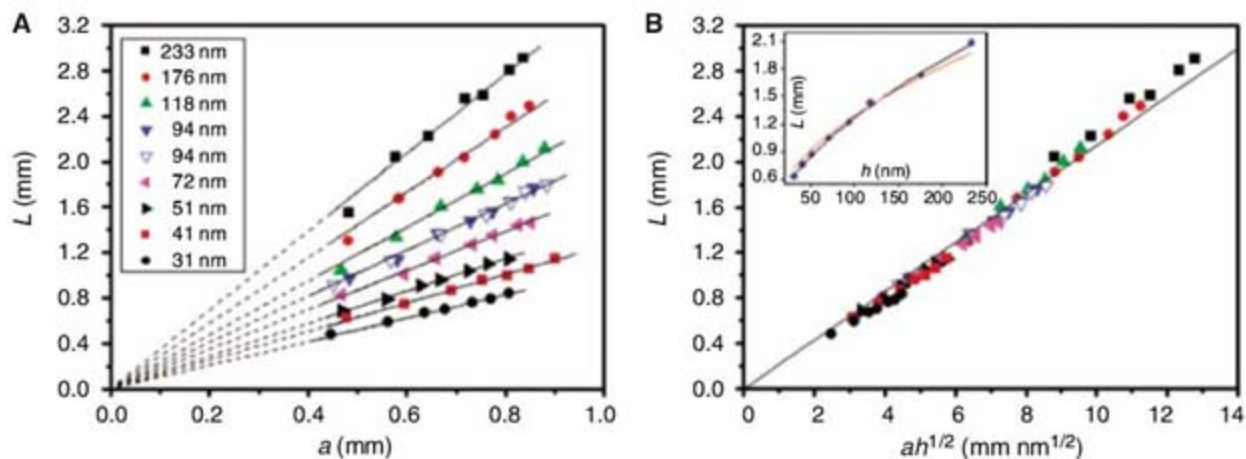 A
3.2
2.8
2.4
2.0
1.6
1.2
0.8
0.4
0.0
L (mm)
233 nm
176 nm
118 nm
94 nm
94 nm
72 nm
51 nm
41 nm
31 nm
0.0 0.2 0.4 0.6 0.8 1.0
a (mm)
B
3.2
2.8
2.4
2.0
1.6
1.2
0.8
0.4
0.0
L (mm)
2.1
1.8
1.5
1.2
0.9
0.6
L (mm)
h (nm)
50 100 150 200 250
0 2 4 6 8 10 12 14
ah^1/2 (mm nm^1/2)